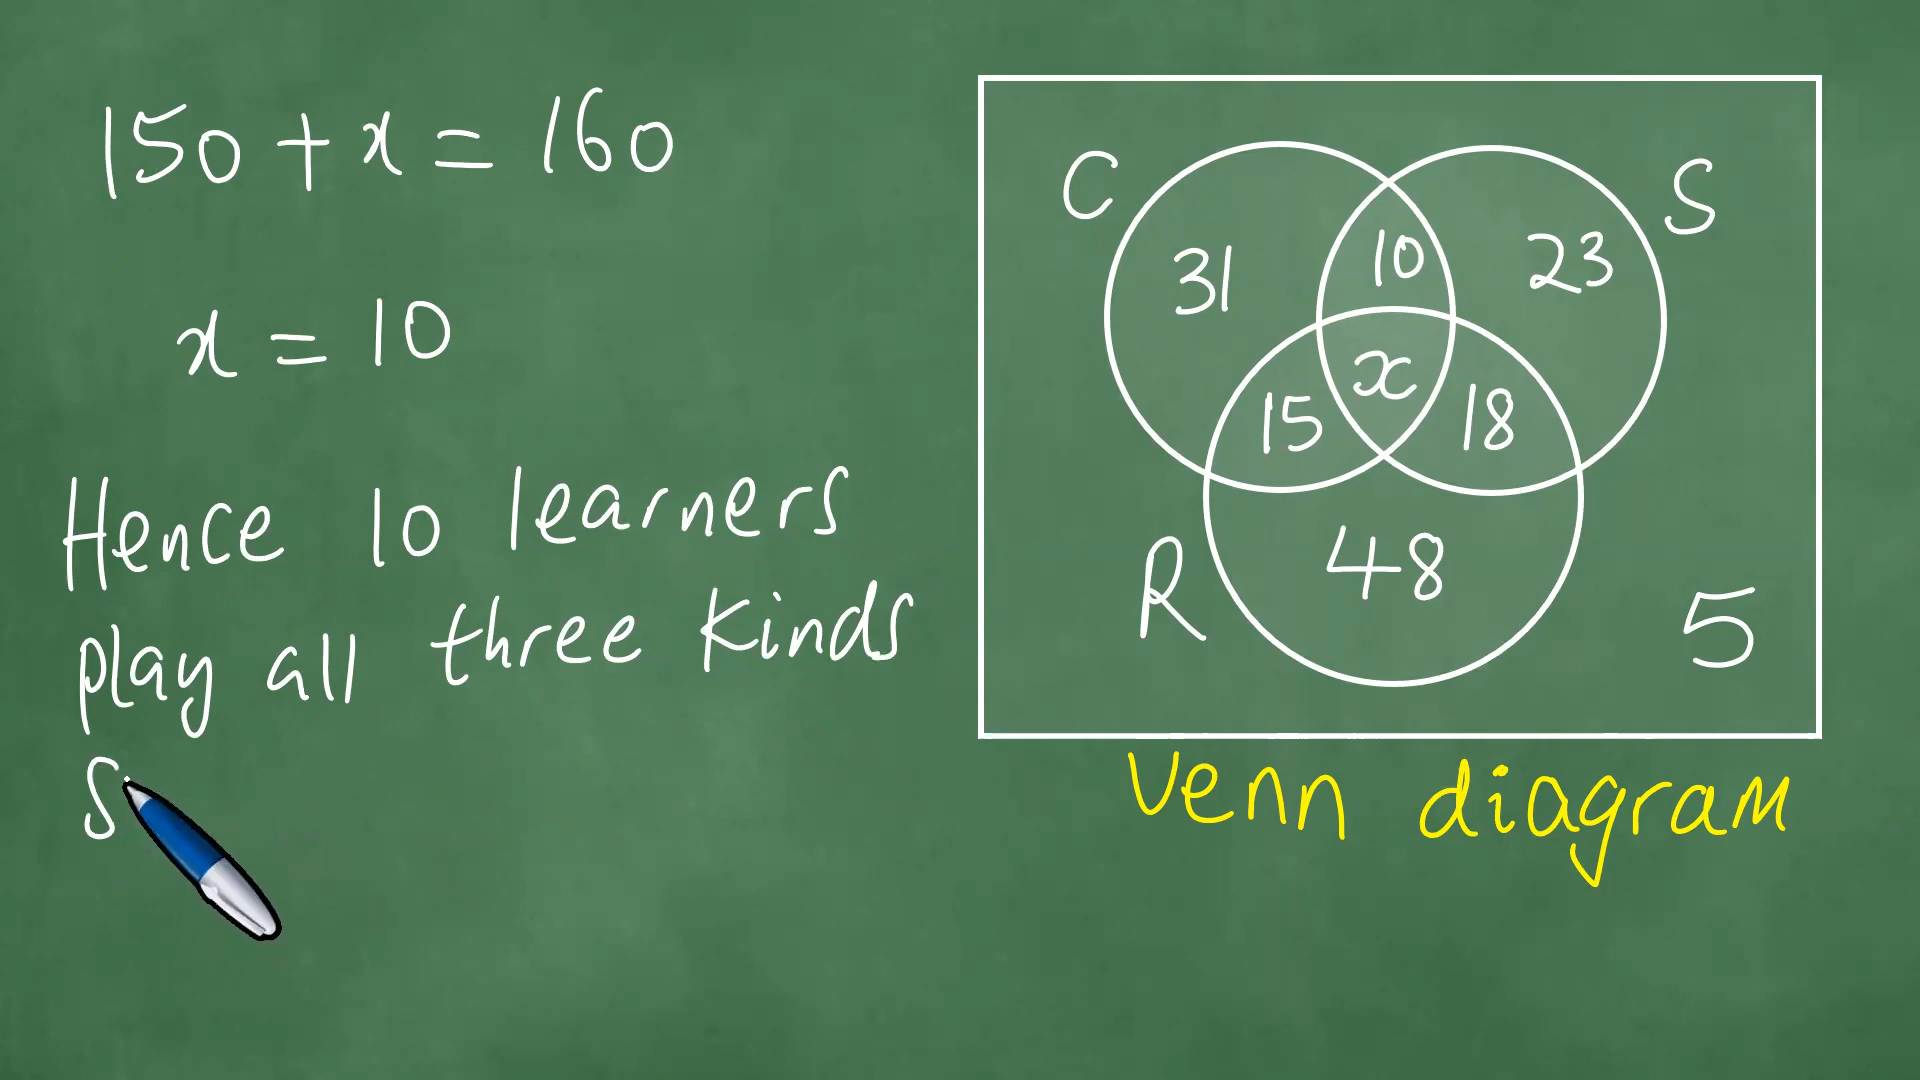 150 + x = 160
x = 10
Hence 10 learners
play all three kinds
S
C
S
31
10
23
x
15
18
R
48
5
Venn diagram